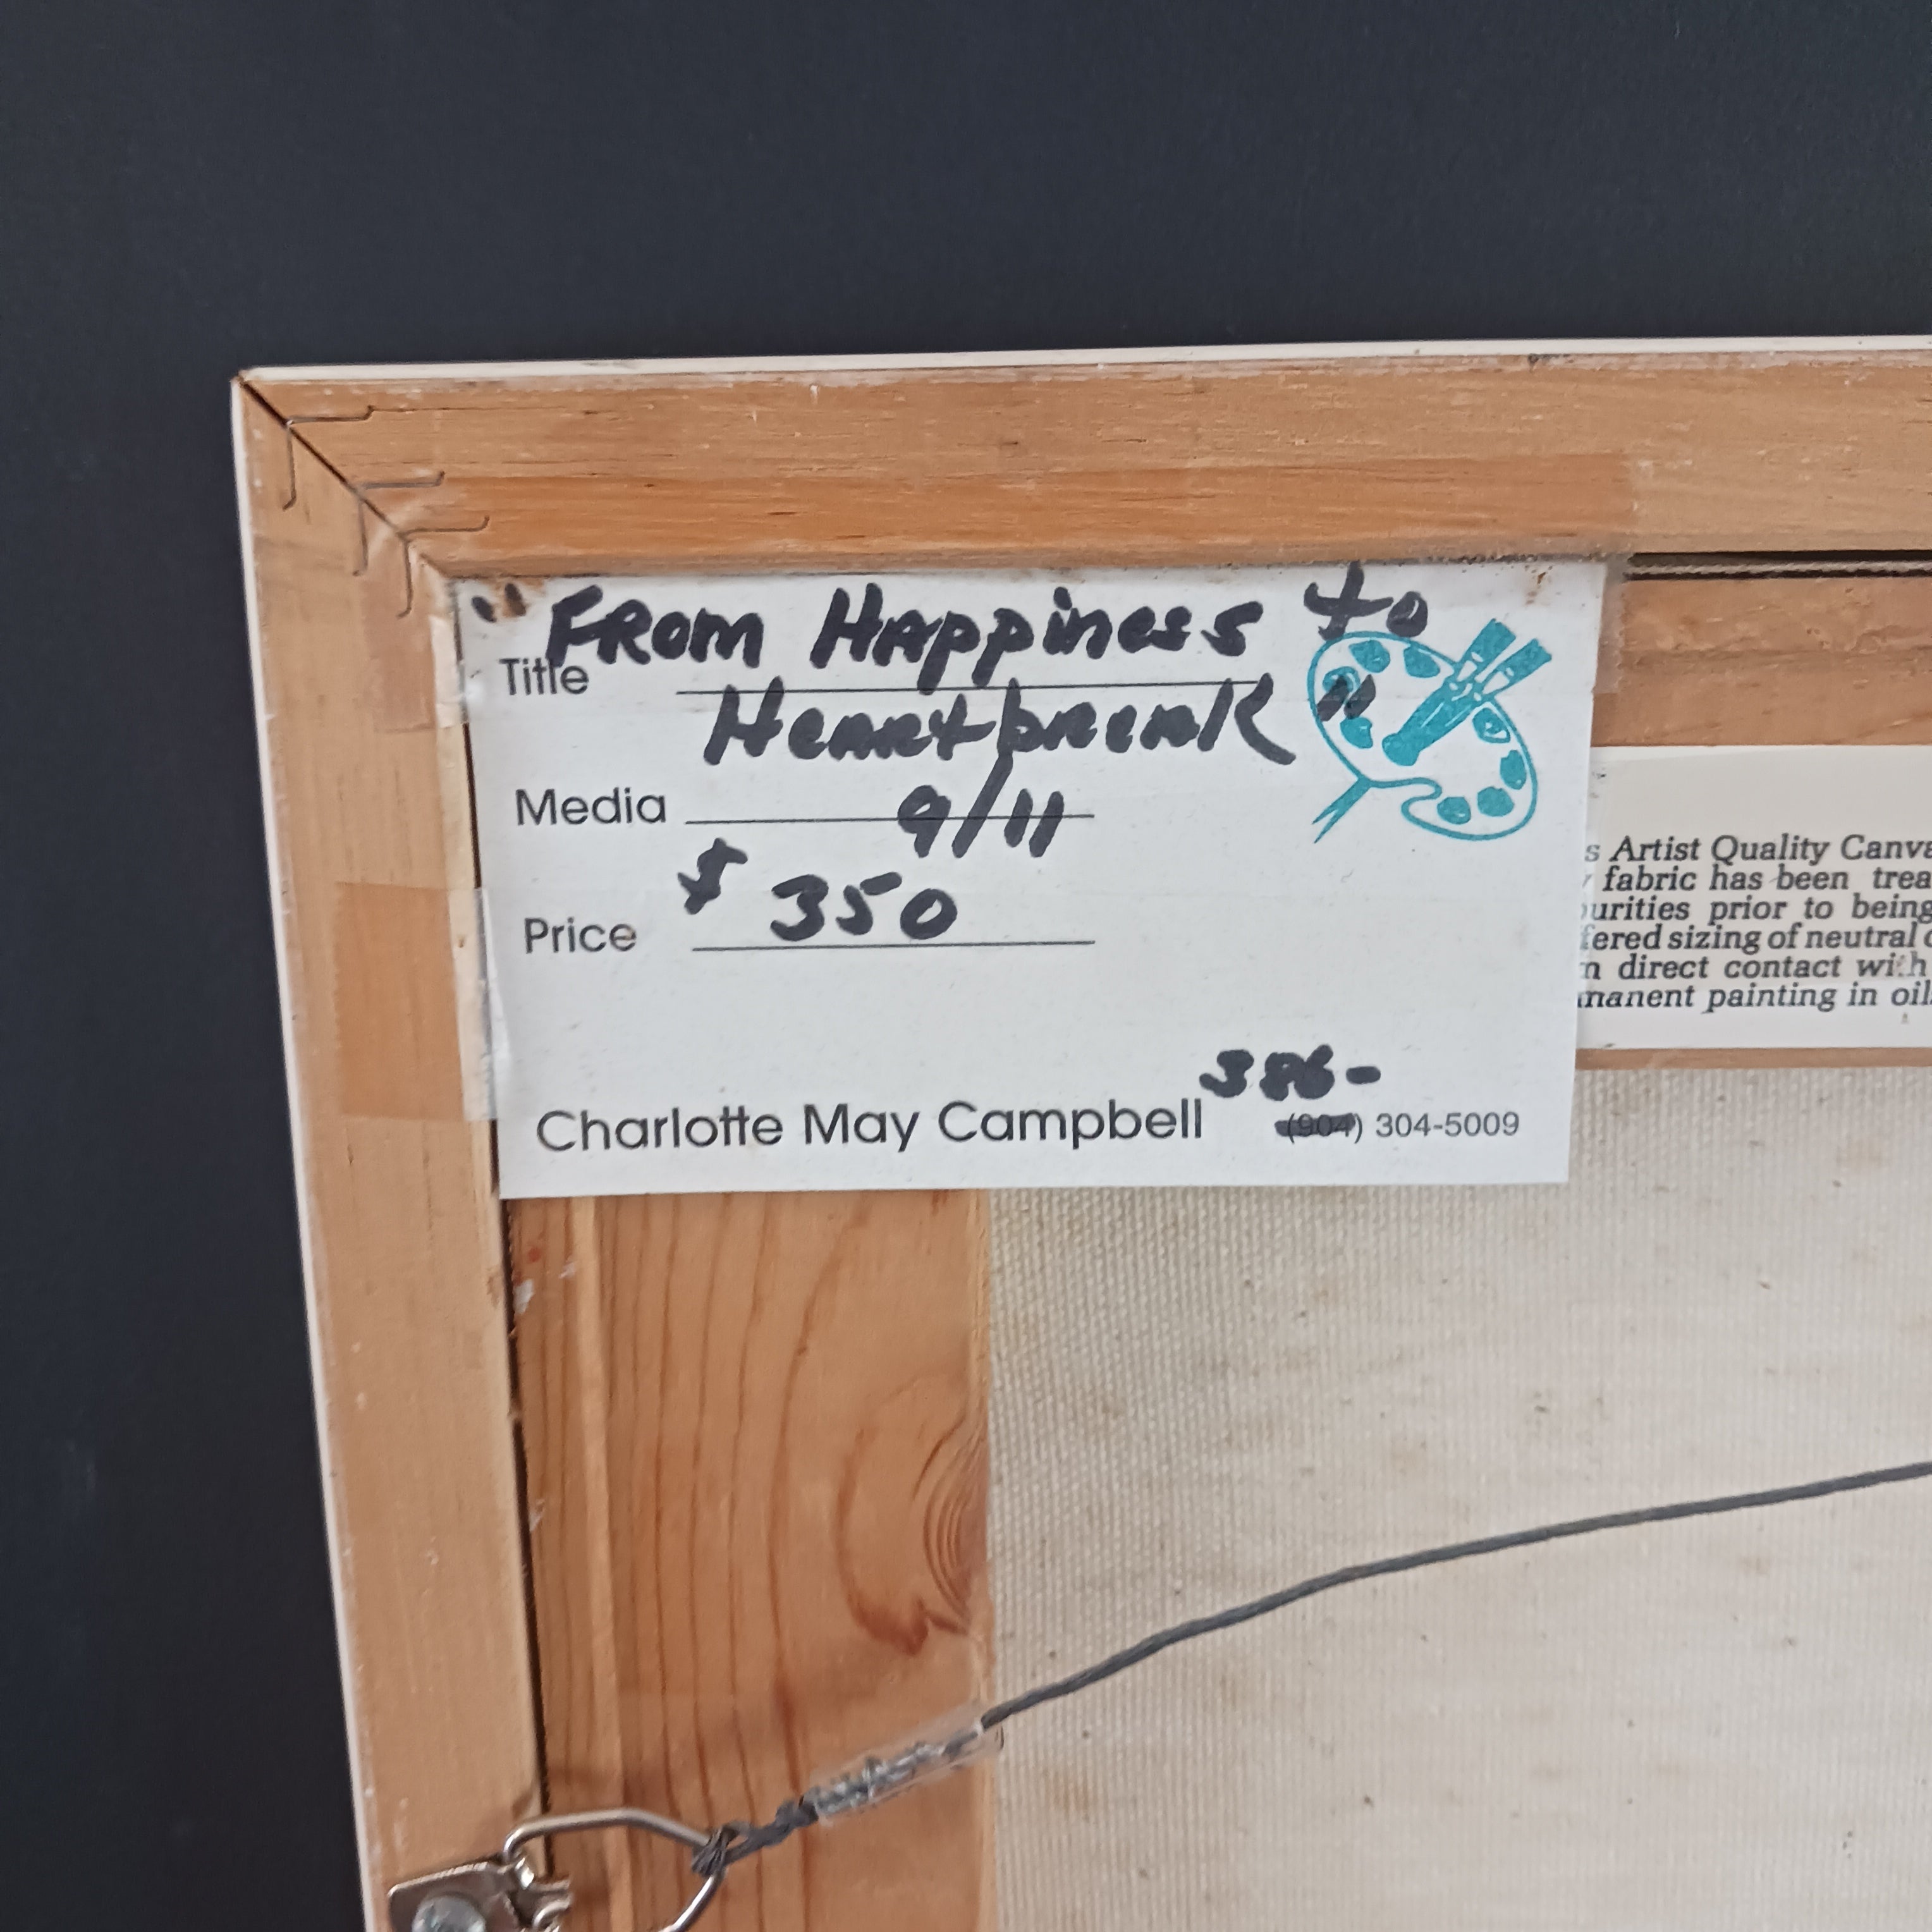 "From Happiness to
Title
Heartbreak"
Media 9/11
Price $ 350
386-
Charlotte May Campbell (904) 304-5009
s Artist Quality Canva
fabric has been trea
urities prior to being
fered sizing of neutral
n direct contact with
manent painting in oil